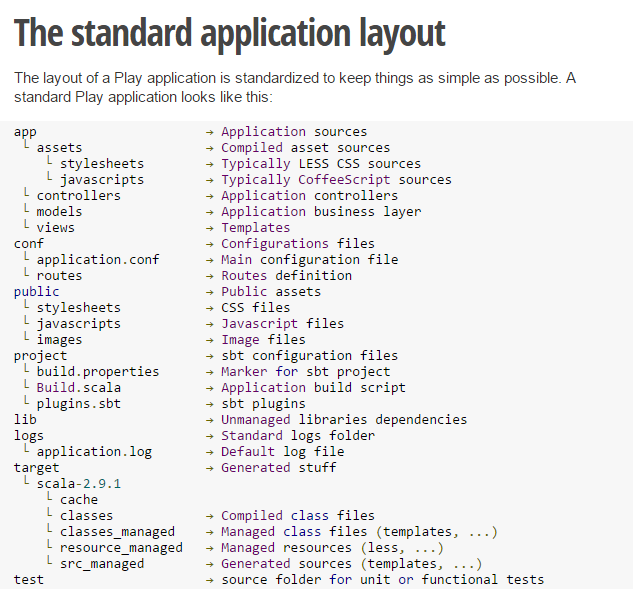 The standard application layout
The layout of a Play application is standardized to keep things as simple as possible. A
standard Play application looks like this:
app → Application sources
└ assets → Compiled asset sources
└ stylesheets → Typically LESS CSS sources
└ javascripts → Typically CoffeeScript sources
└ controllers → Application controllers
└ models → Application business layer
└ views → Templates
conf → Configurations files
└ application.conf → Main configuration file
└ routes → Routes definition
public → Public assets
└ stylesheets → CSS files
└ javascripts → Javascript files
└ images → Image files
project → sbt configuration files
└ build.properties → Marker for sbt project
└ Build.scala → Application build script
└ plugins.sbt → sbt plugins
lib → Unmanaged libraries dependencies
logs → Standard logs folder
└ application.log → Default log file
target → Generated stuff
└ scala-2.9.1
└ cache
└ classes → Compiled class files
└ classes_managed → Managed class files (templates, ...)
└ resource_managed → Managed resources (less, ...)
└ src_managed → Generated sources (templates, ...)
test → source folder for unit or functional tests